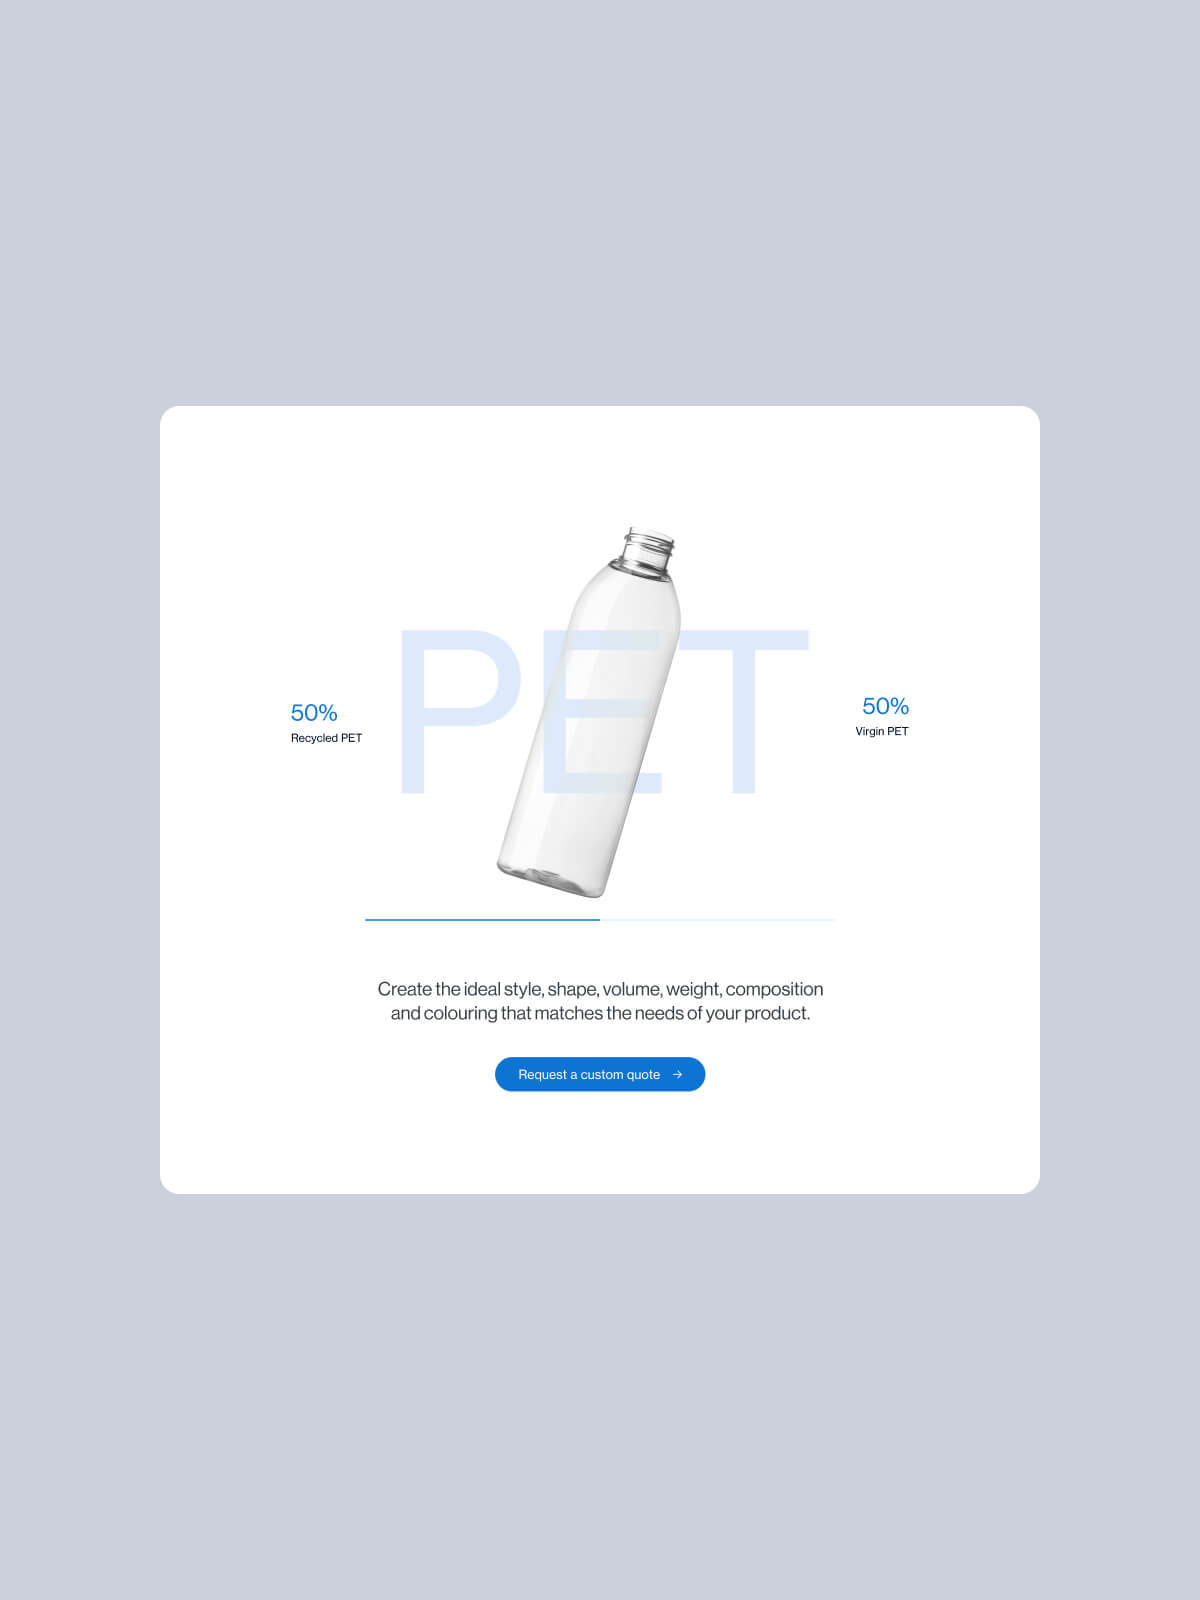 PET
50%
Recycled PET
50%
Virgin PET
Create the ideal style, shape, volume, weight, composition
and colouring that matches the needs of your product.
Request a custom quote →